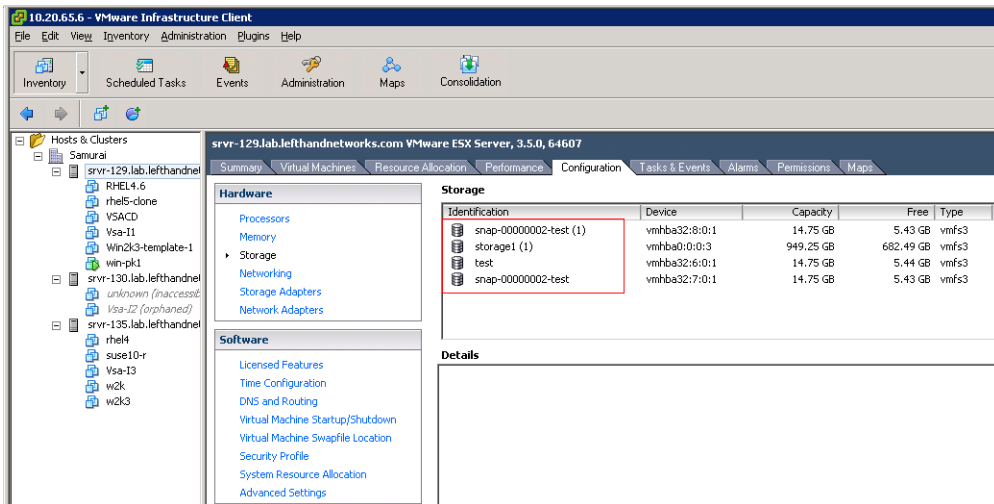 10.20.65.6 - VMware Infrastructure Client
File Edit View Inventory Administration Plugins Help
Inventory Scheduled Tasks Events Administration Maps Consolidation
Hosts & Clusters
Samurai
srvr-129.lab.lefthandnet
RHEL4.6
rhel5-clone
VSACD
Vsa-I1
Win2k3-template-1
win-pk1
srvr-130.lab.lefthandnet
unknown (inaccessib
Vsa-I2 (orphaned)
srvr-135.lab.lefthandnet
rhel4
suse10-r
Vsa-I3
w2k
w2k3
srvr-129.lab.lefthandnetworks.com VMware ESX Server, 3.5.0, 64607
Summary Virtual Machines Resource Allocation Performance Configuration Tasks & Events Alarms Permissions Maps
Hardware
Processors
Memory
Storage
Networking
Storage Adapters
Network Adapters
Software
Licensed Features
Time Configuration
DNS and Routing
Virtual Machine Startup/Shutdown
Virtual Machine Swapfile Location
Security Profile
System Resource Allocation
Advanced Settings
Storage
Identification Device Capacity Free Type
snap-00000002-test (1) vmhba32:8:0:1 14.75 GB 5.43 GB vmfs3
storage1 (1) vmhba0:0:0:3 949.25 GB 682.49 GB vmfs3
test vmhba32:6:0:1 14.75 GB 5.44 GB vmfs3
snap-00000002-test vmhba32:7:0:1 14.75 GB 5.43 GB vmfs3
Details